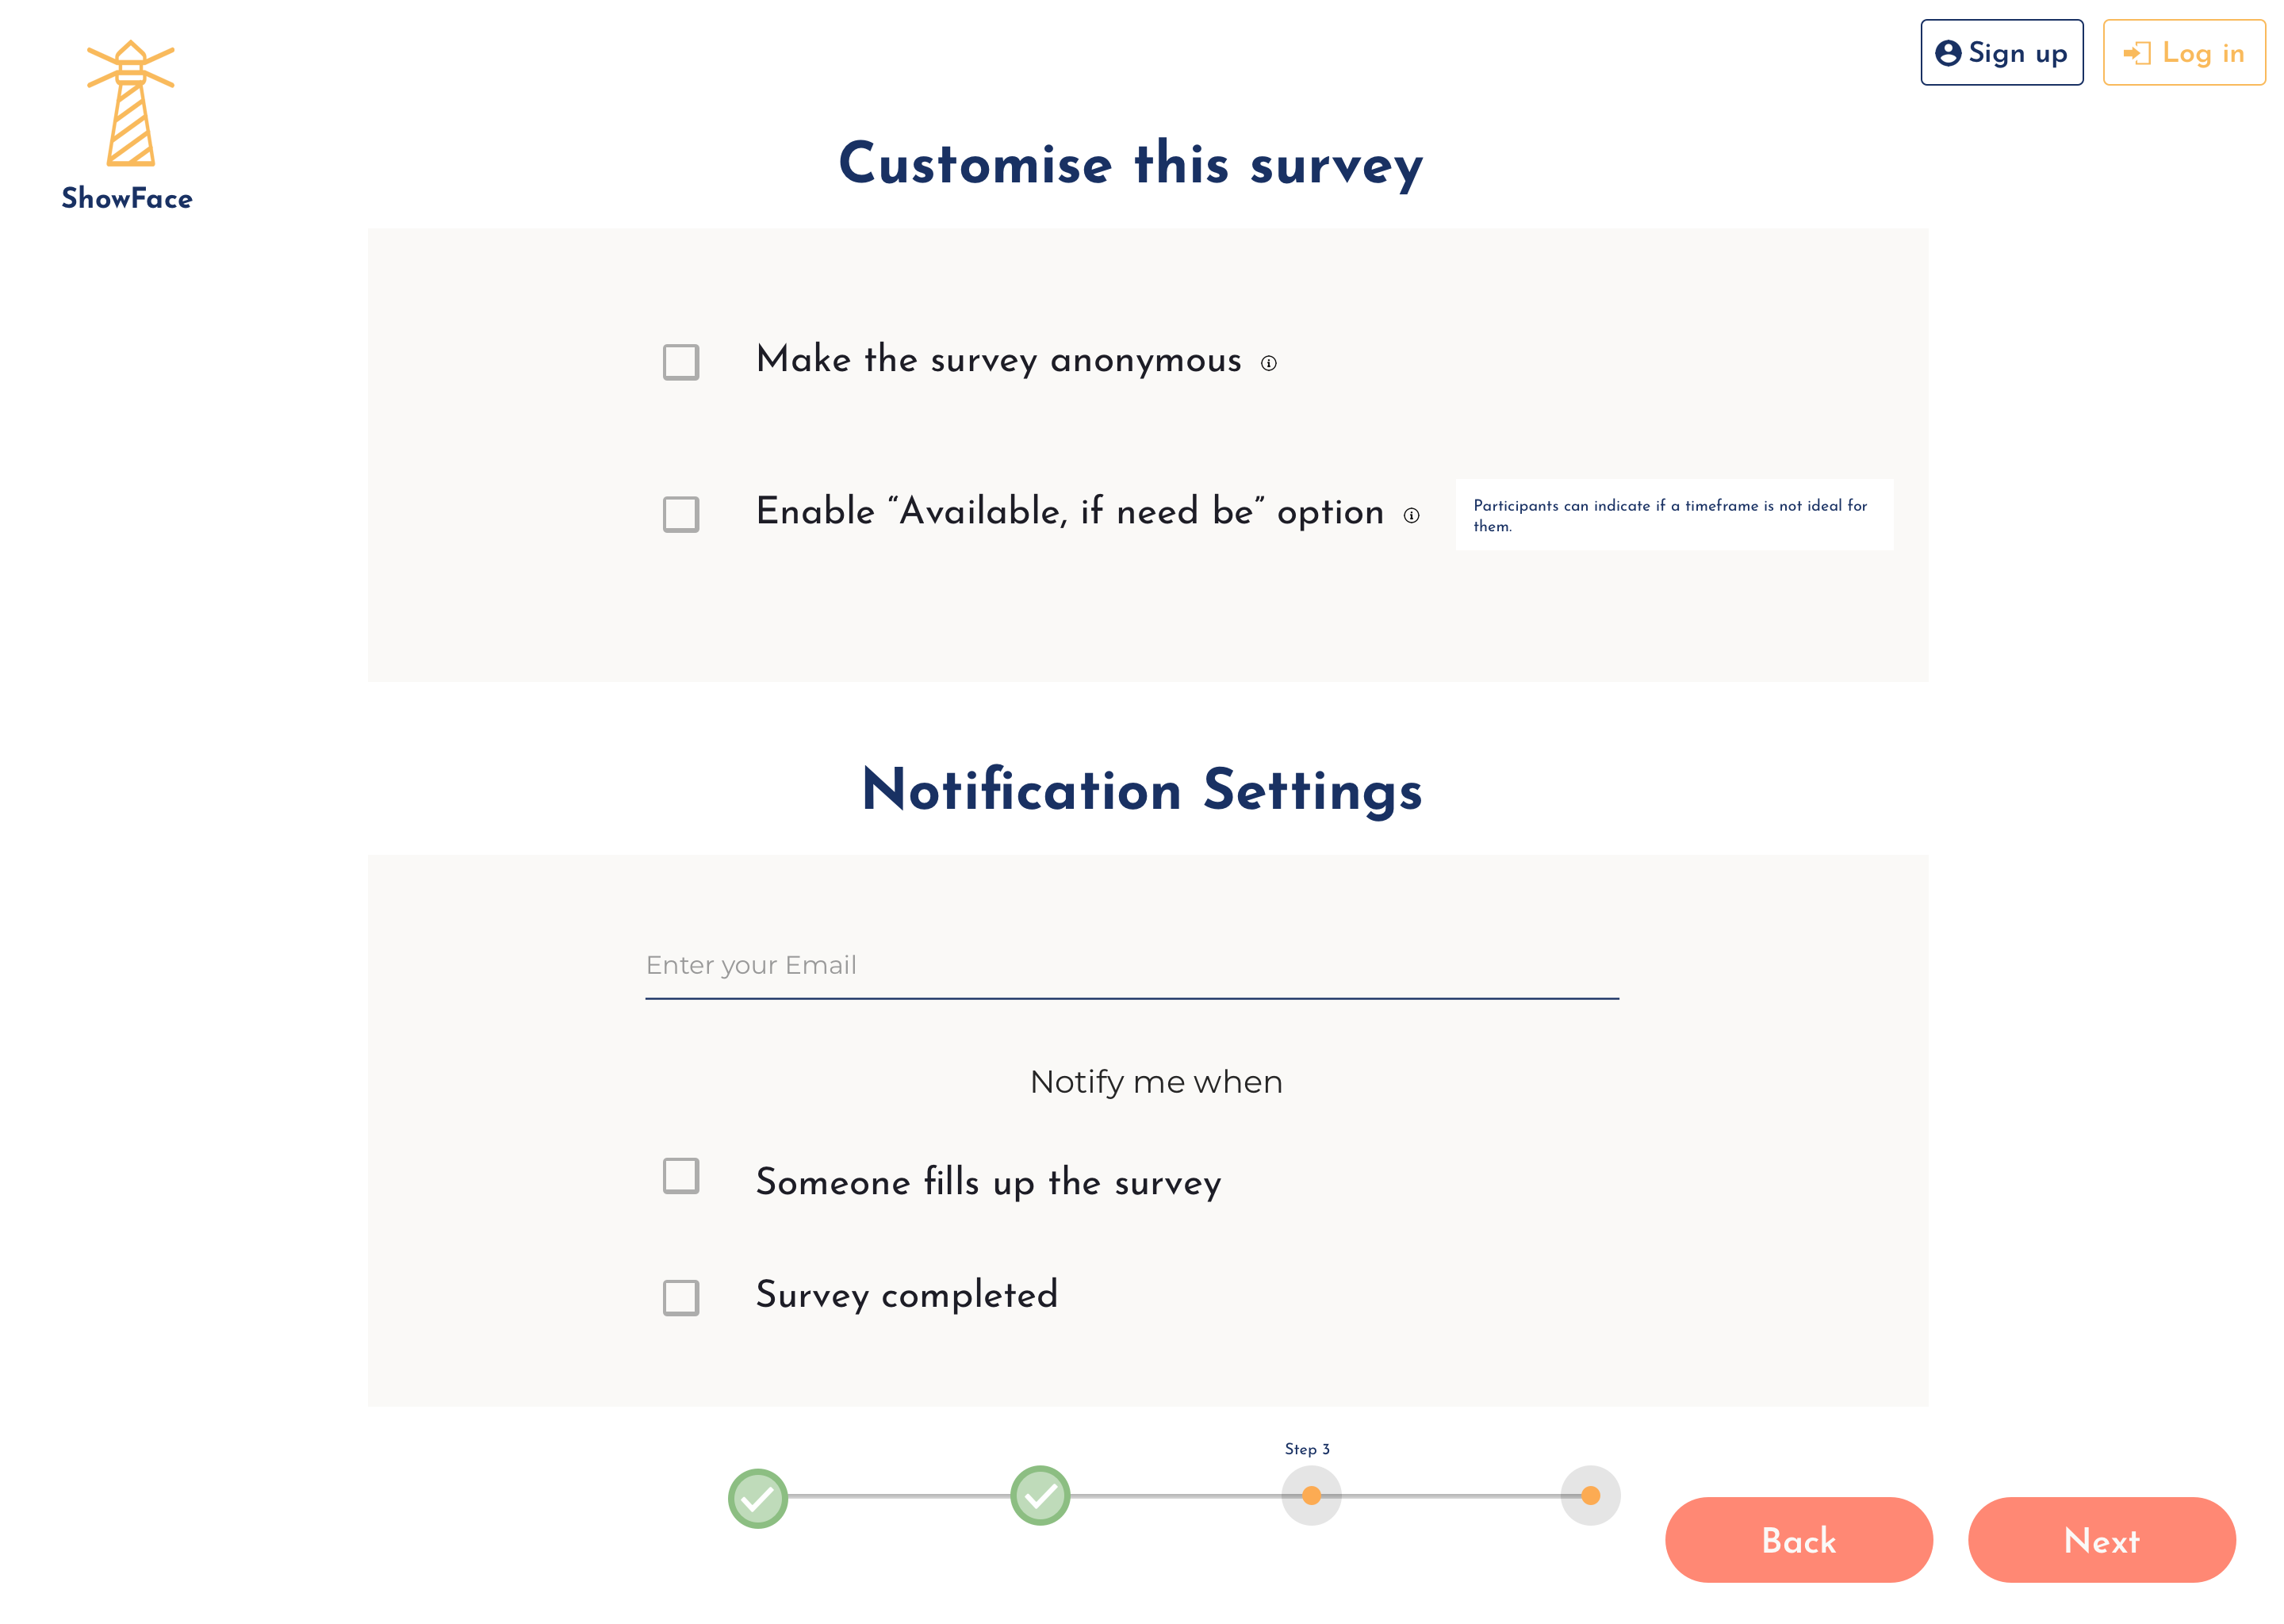 Sign up
Log in
ShowFace
Customise this survey
Make the survey anonymous
Enable “Available, if need be” option
Participants can indicate if a timeframe is not ideal for
them.
Notification Settings
Enter your Email
Notify me when
Someone fills up the survey
Survey completed
Step 3
Back
Next